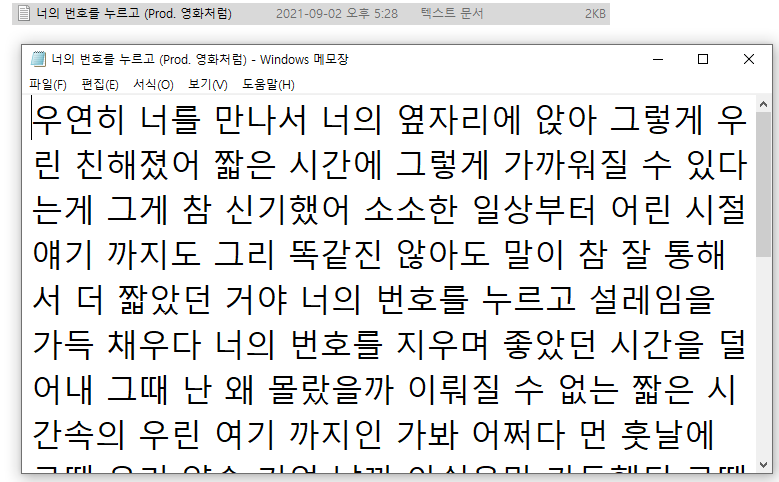 너의 번호를 누르고 (Prod. 영화처럼) 2021-09-02 오후 5:28 텍스트 문서 2KB
너의 번호를 누르고 (Prod. 영화처럼) - Windows 메모장
파일(F) 편집(E) 서식(O) 보기(V) 도움말(H)
우연히 너를 만나서 너의 옆자리에 앉아 그렇게 우
린 친해졌어 짧은 시간에 그렇게 가까워질 수 있다
는게 그게 참 신기했어 소소한 일상부터 어린 시절
얘기 까지도 그리 똑같진 않아도 말이 참 잘 통해
서 더 짧았던 거야 너의 번호를 누르고 설레임을
가득 채우다 너의 번호를 지우며 좋았던 시간을 덜
어내 그때 난 왜 몰랐을까 이뤄질 수 없는 짧은 시
간속의 우린 여기 까지인 가봐 어쩌다 먼 훗날에